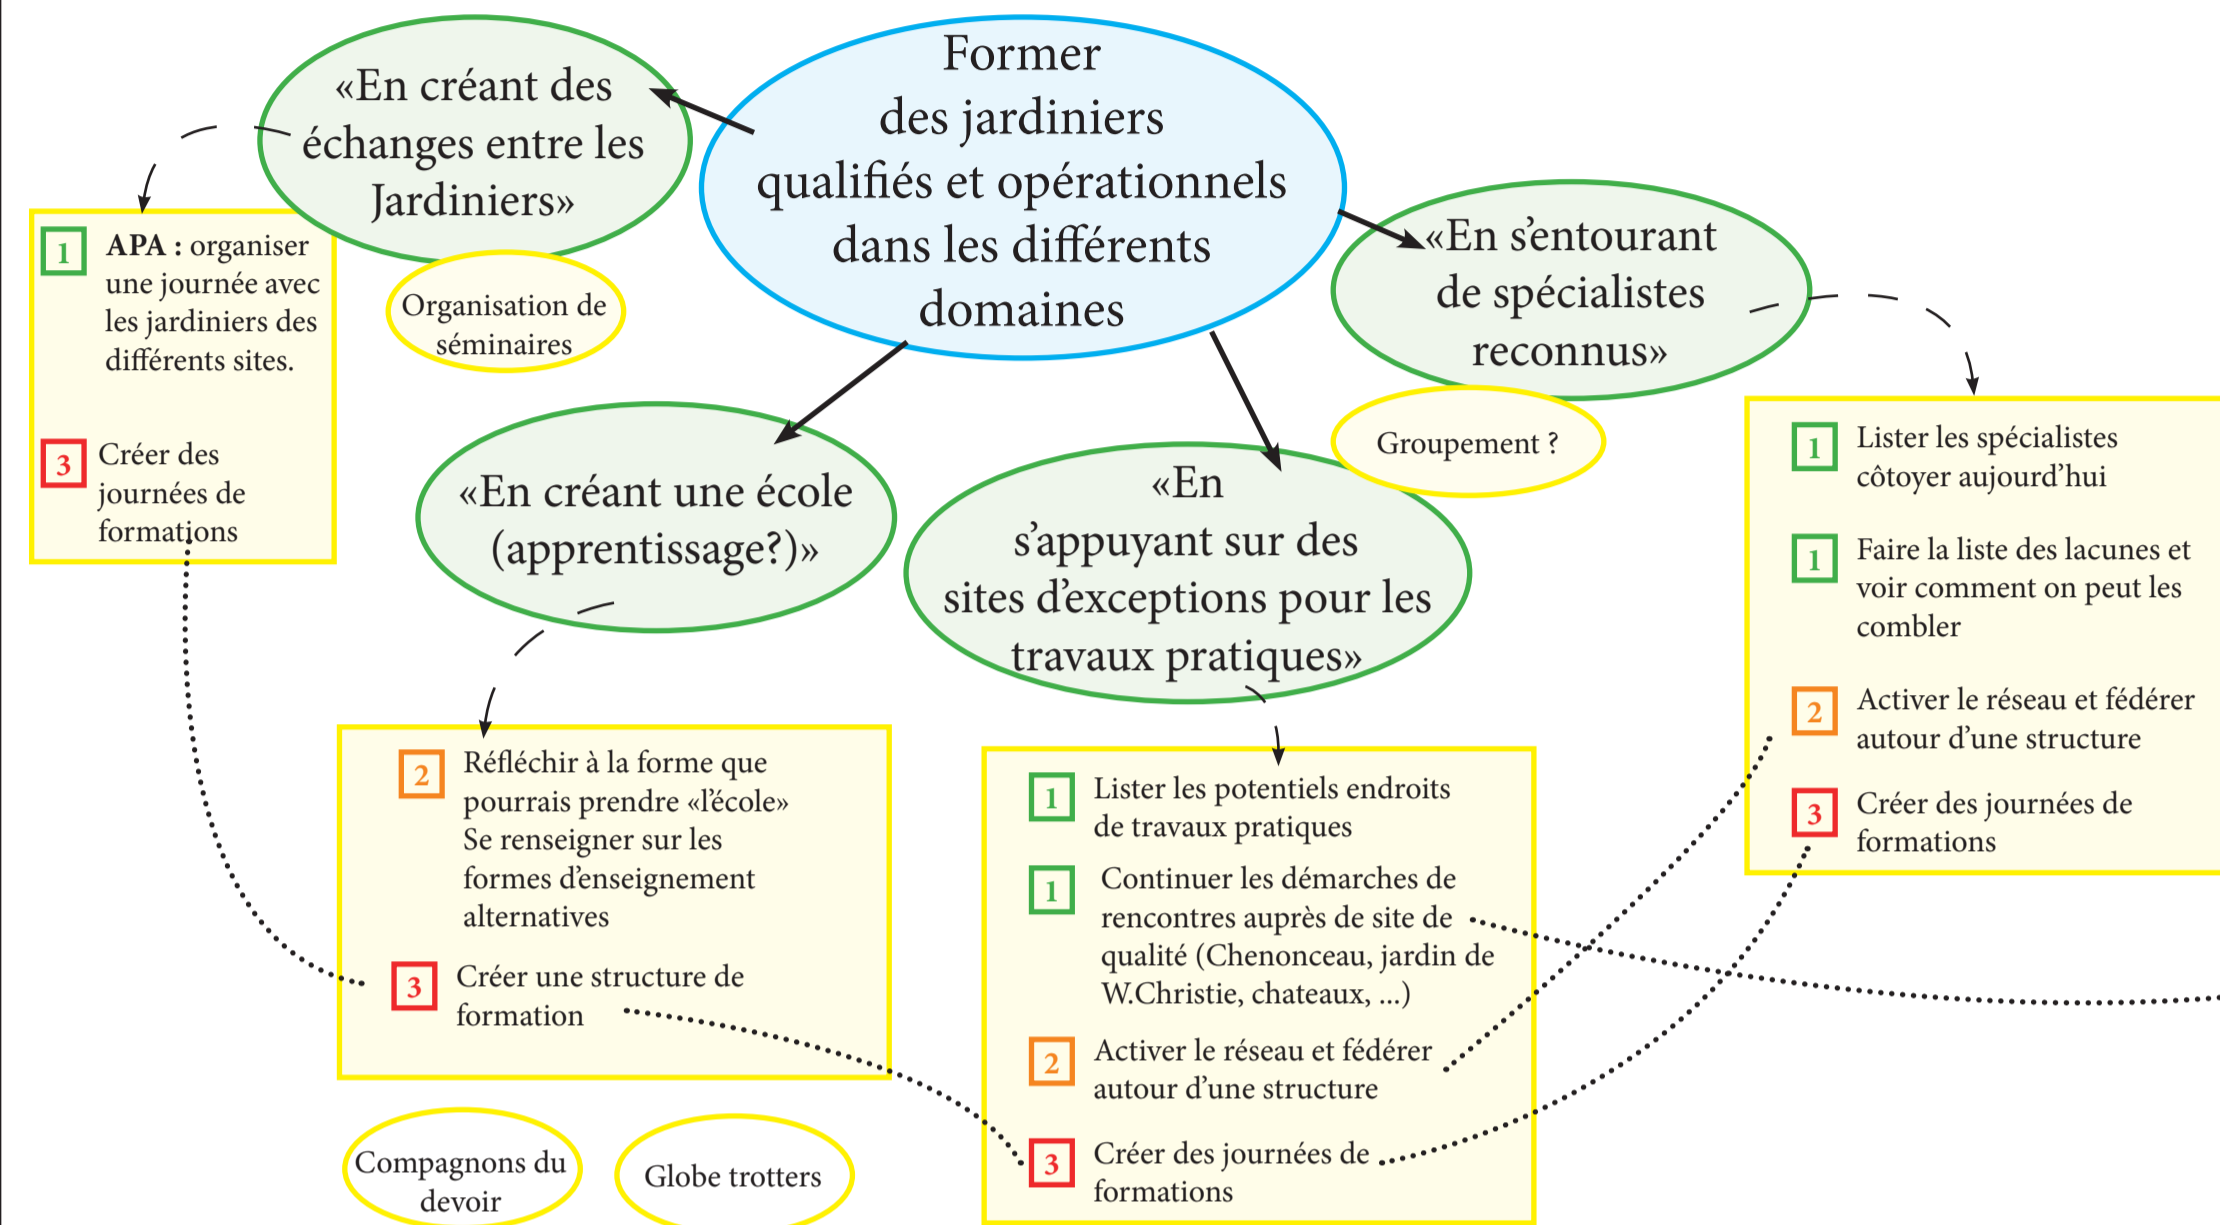 Former
des jardiniers
qualifiés et opérationnels
dans les différents
domaines
«En créant des
échanges entre les
Jardiniers»
Organisation de
séminaires
1
APA : organiser
une journée avec
les jardiniers des
différents sites.
3
Créer des
journées de
formations
«En créant une école
(apprentissage?)»
2
Réfléchir à la forme que
pourrais prendre «l'école»
Se renseigner sur les
formes d'enseignement
alternatives
3
Créer une structure de
formation
Compagnons du
devoir
Globe trotters
«En
s'appuyant sur des
sites d'exceptions pour les
travaux pratiques»
1
Lister les potentiels endroits
de travaux pratiques
1
Continuer les démarches de
rencontres auprès de site de
qualité (Chenonceau, jardin de
W.Christie, chateaux, ...)
2
Activer le réseau et fédérer
autour d'une structure
3
Créer des journées de
formations
«En s'entourant
de spécialistes
reconnus»
Groupement ?
1
Lister les spécialistes
côtoyer aujourd'hui
1
Faire la liste des lacunes et
voir comment on peut les
combler
2
Activer le réseau et fédérer
autour d'une structure
3
Créer des journées de
formations